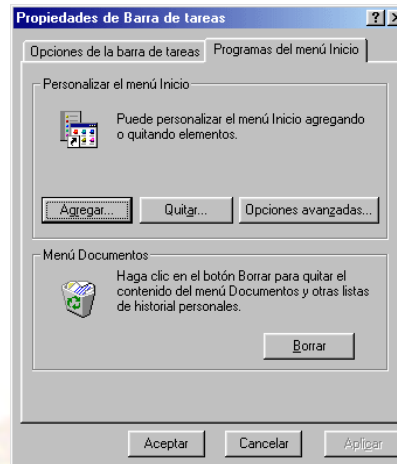 Propiedades de Barra de tareas
Opciones de la barra de tareas Programas del menú Inicio
Personalizar el menú Inicio
Puede personalizar el menú Inicio agregando
o quitando elementos.
Agregar... Quitar... Opciones avanzadas...
Menú Documentos
Haga clic en el botón Borrar para quitar el
contenido del menú Documentos y otras listas
de historial personales.
Borrar
Aceptar Cancelar Aplicar